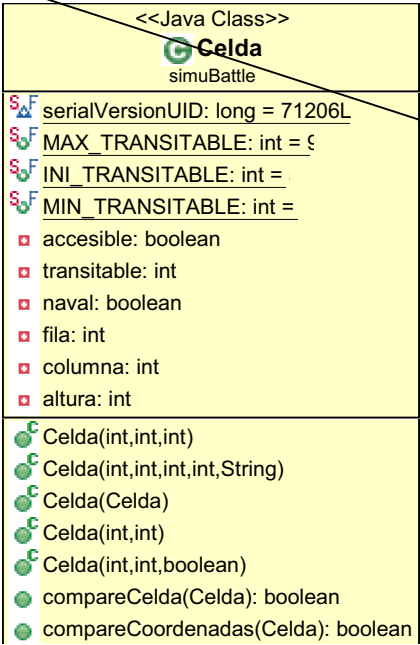 <<Java Class>>
Celda
simuBattle
serialVersionUID: long = 71206L
MAX_TRANSITABLE: int =
INI_TRANSITABLE: int =
MIN_TRANSITABLE: int =
accesible: boolean
transitable: int
naval: boolean
fila: int
columna: int
altura: int
Celda(int,int,int)
Celda(int,int,int,int,String)
Celda(Celda)
Celda(int,int)
Celda(int,int,boolean)
compareCelda(Celda): boolean
compareCoordenadas(Celda): boolean